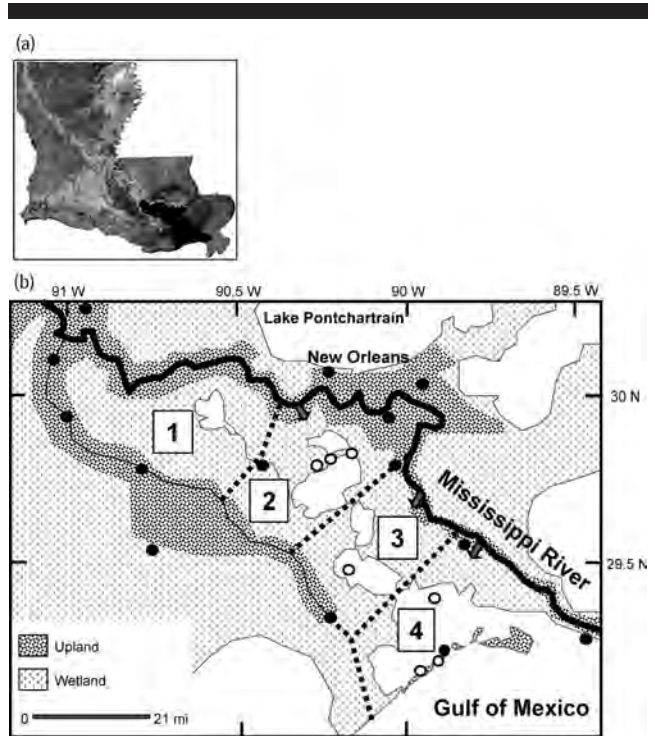 (a)
(b)
91 W
90.5 W
90 W
89.5 W
Lake Pontchartrain
New Orleans
30 N
1
2
Mississippi River
3
29.5 N
4
Upland
Wetland
0 21 mi
Gulf of Mexico